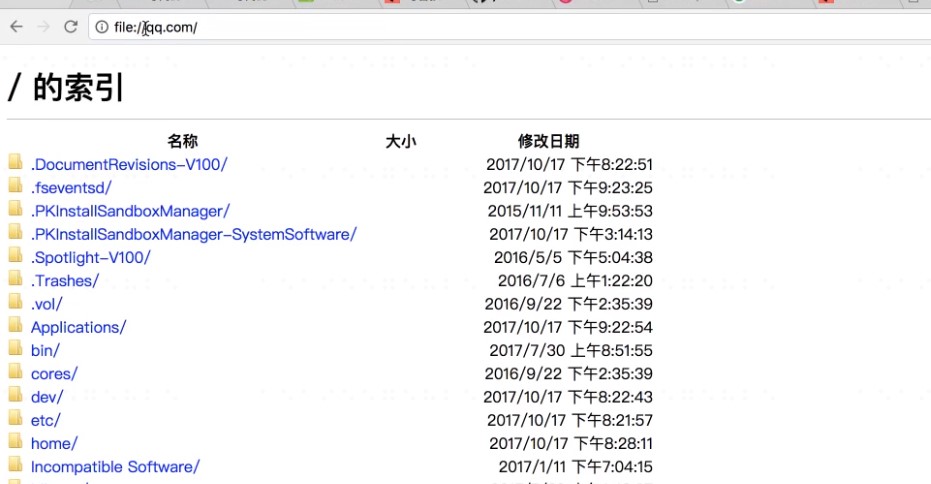 file://qq.com/
/ 的索引
名称 大小 修改日期
.DocumentRevisions-V100/ 2017/10/17 下午8:22:51
.fseventsd/ 2017/10/17 下午9:23:25
.PKInstallSandboxManager/ 2015/11/11 上午9:53:53
.PKInstallSandboxManager-SystemSoftware/ 2017/10/17 下午3:14:13
.Spotlight-V100/ 2016/5/5 下午5:04:38
.Trashes/ 2016/7/6 上午1:22:20
.vol/ 2016/9/22 下午2:35:39
Applications/ 2017/10/17 下午9:22:54
bin/ 2017/7/30 上午8:51:55
cores/ 2016/9/22 下午2:35:39
dev/ 2017/10/17 下午8:22:43
etc/ 2017/10/17 下午8:21:57
home/ 2017/10/17 下午8:28:11
Incompatible Software/ 2017/1/11 下午7:04:15